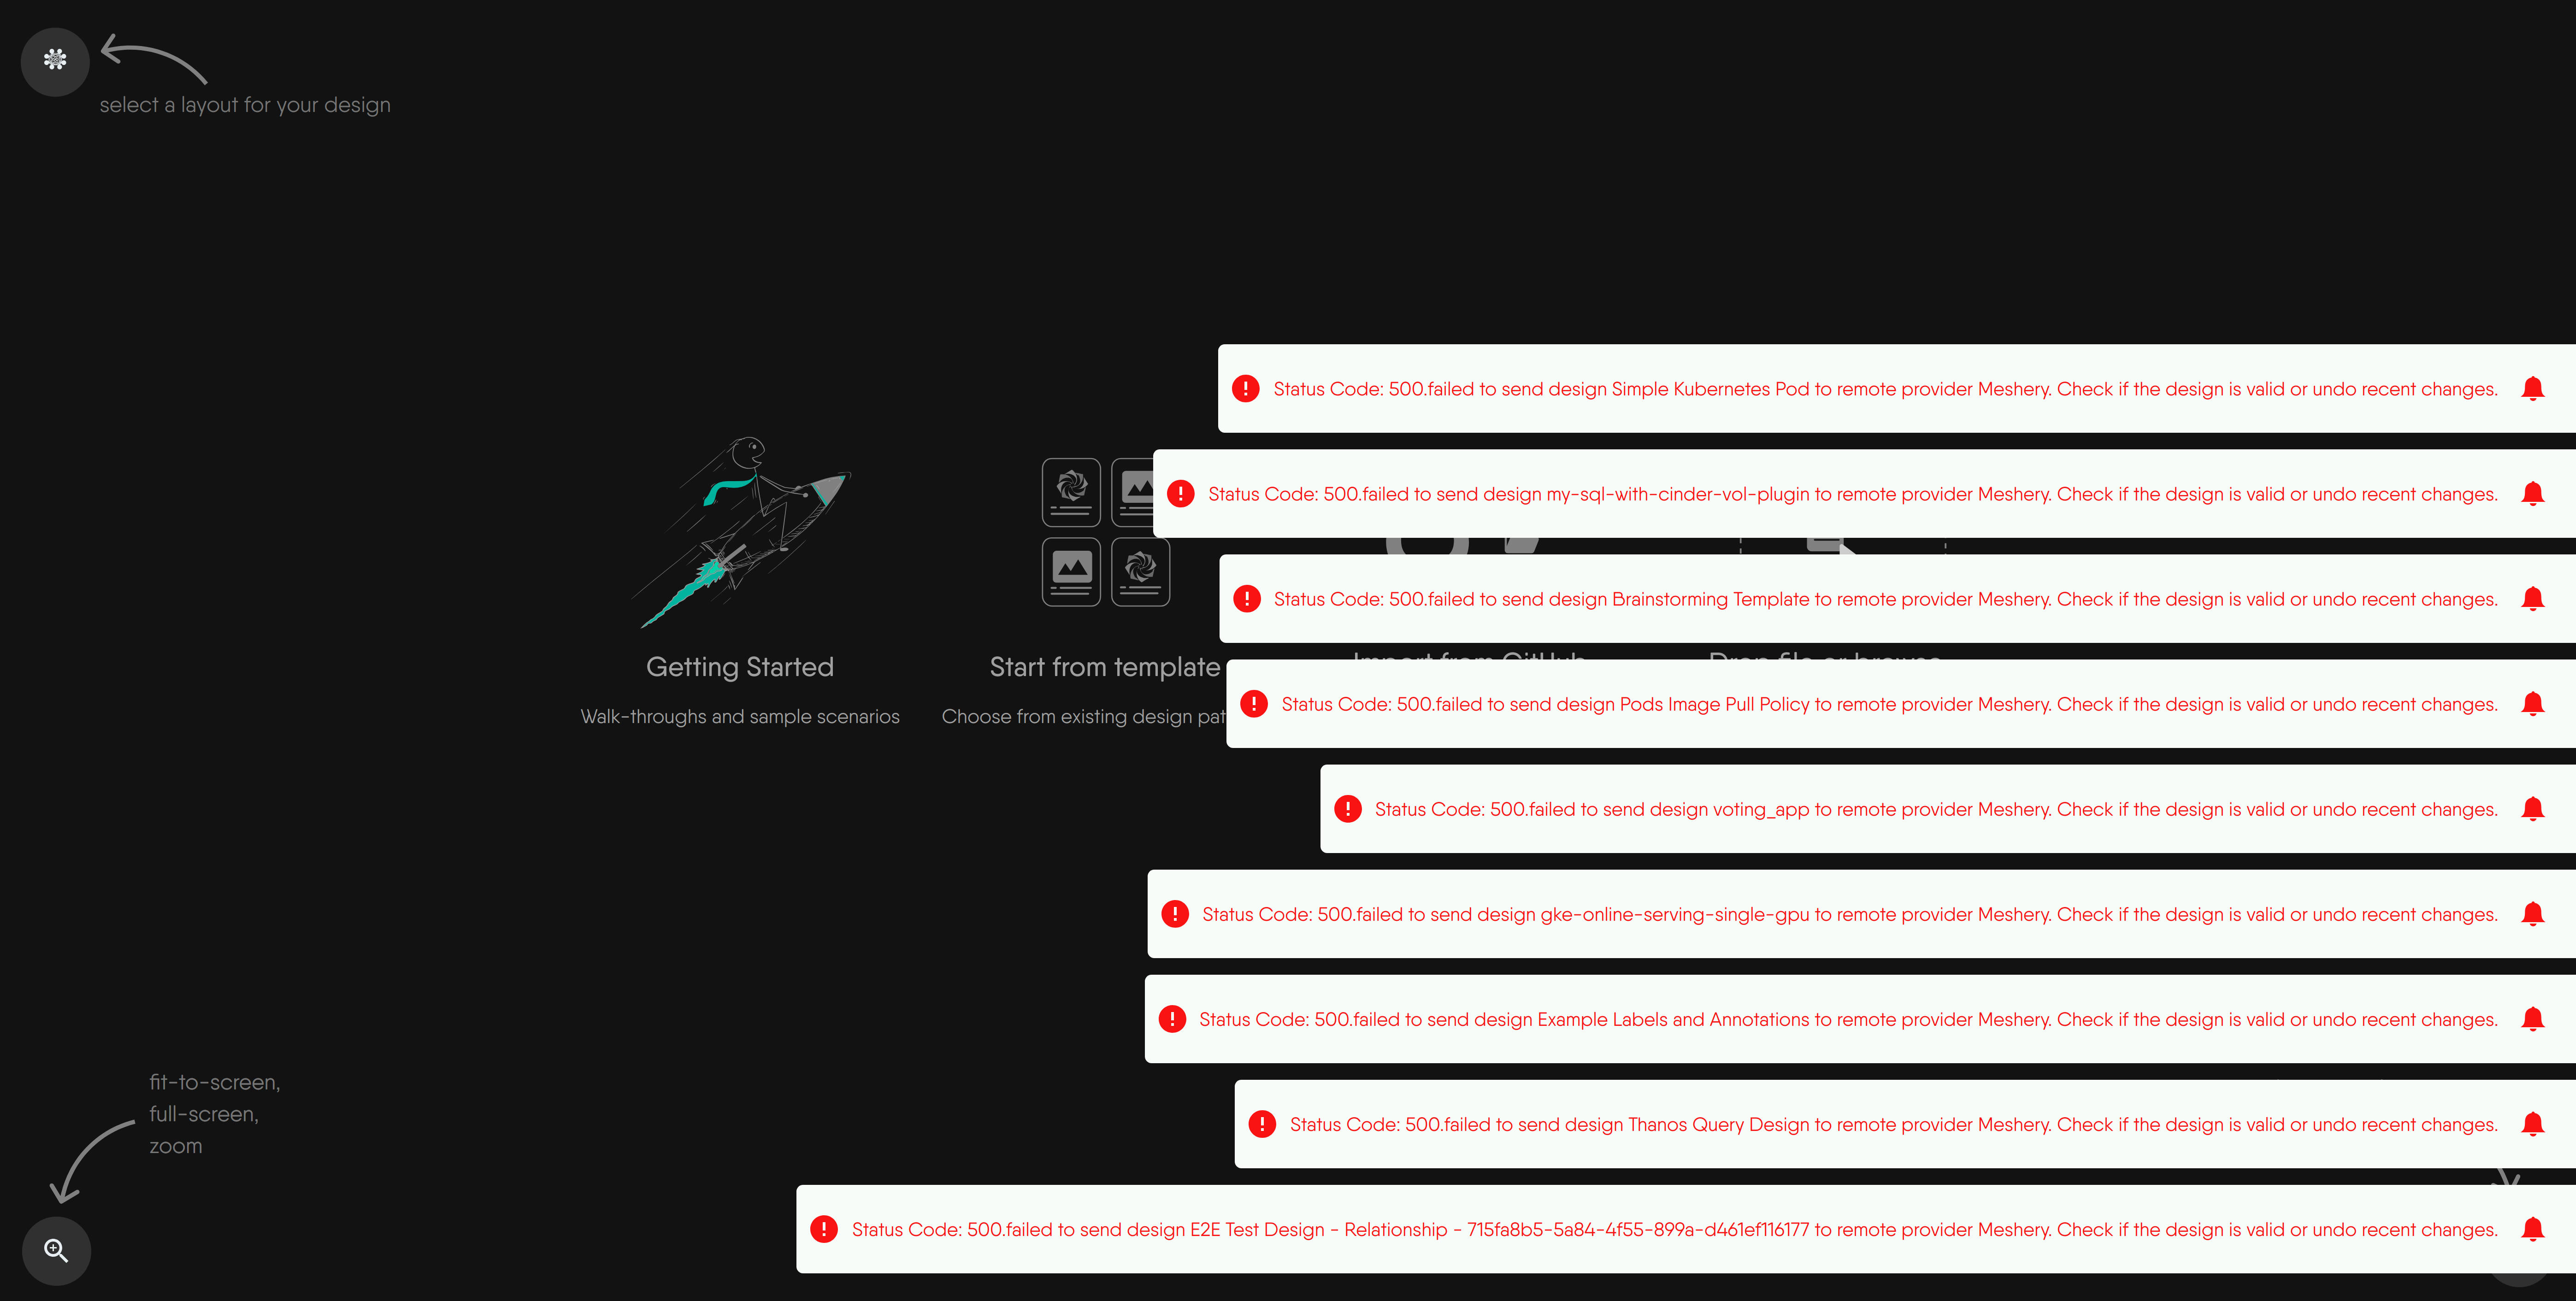 select a layout for your design
Status Code: 500.failed to send design Simple Kubernetes Pod to remote provider Meshery. Check if the design is valid or undo recent changes.
Status Code: 500.failed to send design my-sql-with-cinder-vol-plugin to remote provider Meshery. Check if the design is valid or undo recent changes.
Status Code: 500.failed to send design Brainstorming Template to remote provider Meshery. Check if the design is valid or undo recent changes.
Getting Started
Start from template
Import from GitHub
Drop file or browse
Walk-throughs and sample scenarios
Choose from existing design pat
Status Code: 500.failed to send design Pods Image Pull Policy to remote provider Meshery. Check if the design is valid or undo recent changes.
Status Code: 500.failed to send design voting_app to remote provider Meshery. Check if the design is valid or undo recent changes.
Status Code: 500.failed to send design gke-online-serving-single-gpu to remote provider Meshery. Check if the design is valid or undo recent changes.
Status Code: 500.failed to send design Example Labels and Annotations to remote provider Meshery. Check if the design is valid or undo recent changes.
Status Code: 500.failed to send design Thanos Query Design to remote provider Meshery. Check if the design is valid or undo recent changes.
fit-to-screen,
full-screen,
zoom
Status Code: 500.failed to send design E2E Test Design - Relationship - 715fa8b5-5a84-4f55-899a-d461ef116177 to remote provider Meshery. Check if the design is valid or undo recent changes.